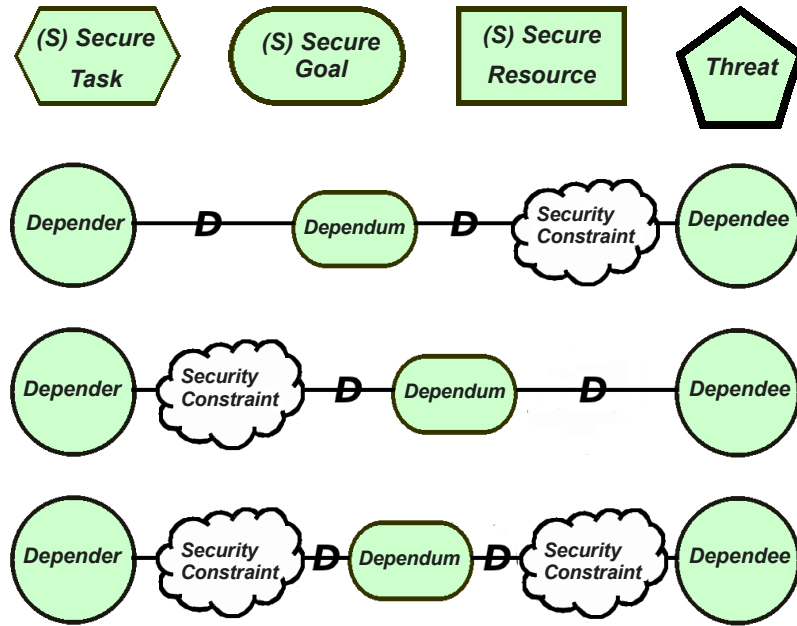 (S) Secure
Task
(S) Secure
Goal
(S) Secure
Resource
Threat
Depender
D
Dependum
D
Security
Constraint
Dependee
Depender
Security
Constraint
D
Dependum
D
Dependee
Depender
Security
Constraint
D
Dependum
D
Security
Constraint
Dependee